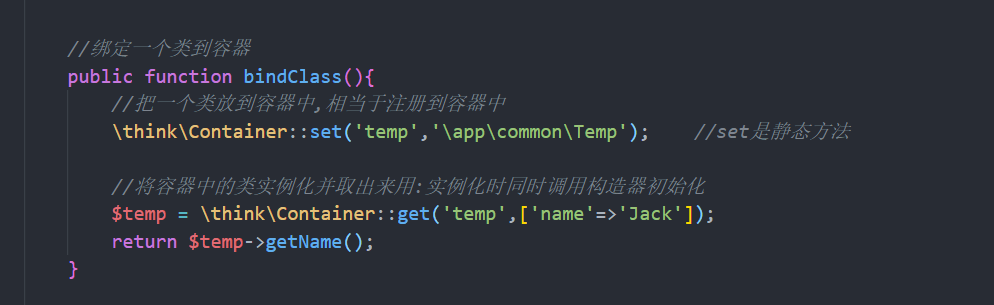 //绑定一个类到容器
public function bindClass(){
//把一个类放到容器中,相当于注册到容器中
\think\Container::set('temp','\app\common\Temp');    //set是静态方法
//将容器中的类实例化并取出来用:实例化时同时调用构造器初始化
$temp = \think\Container::get('temp',['name'=>'Jack']);
return $temp->getName();
}